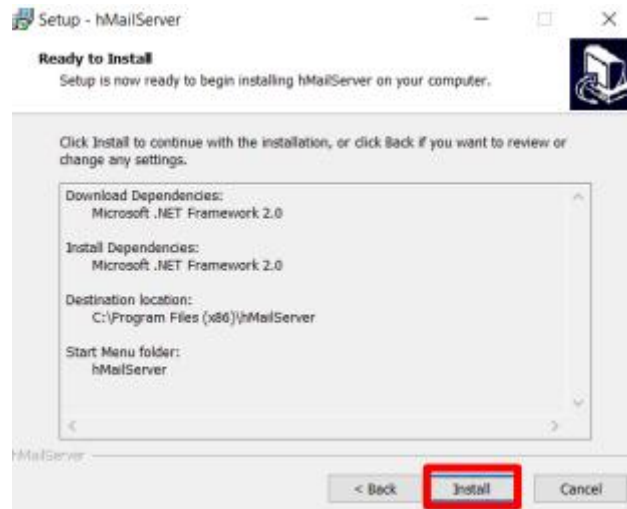 Setup - hMailServer
Ready to Install
Setup is now ready to begin installing hMailServer on your computer.
Click Install to continue with the installation, or click Back if you want to review or
change any settings.
Download Dependencies:
Microsoft .NET Framework 2.0
Install Dependencies:
Microsoft .NET Framework 2.0
Destination location:
C:\Program Files (x86)\hMailServer
Start Menu folder:
hMailServer
hMailServer
< Back Install Cancel